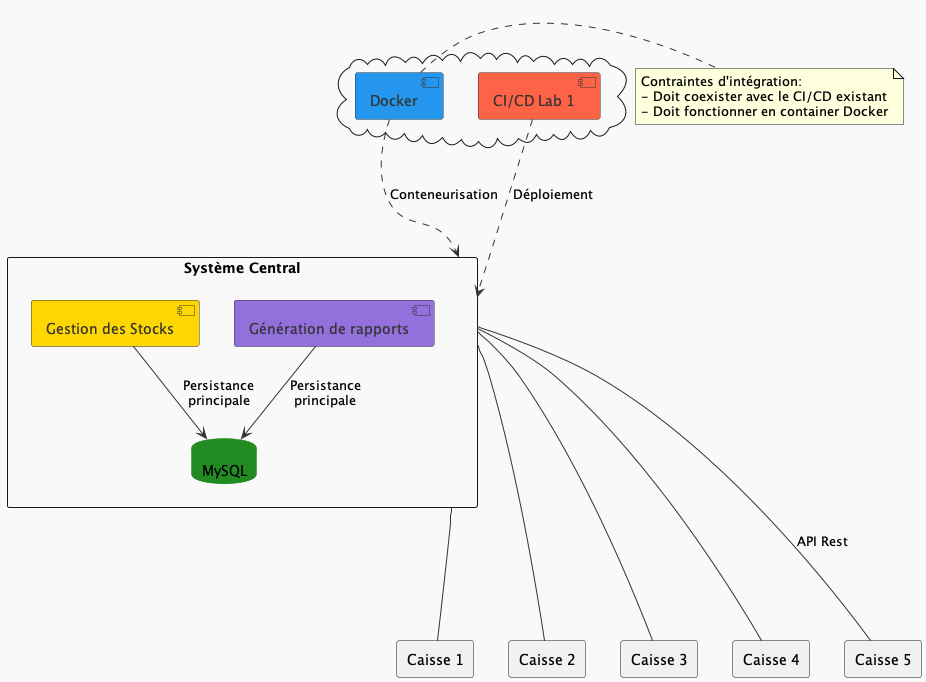 Docker
CI/CD Lab 1
Contraintes d'intégration:
- Doit coexister avec le CI/CD existant
- Doit fonctionner en container Docker
Conteneurisation
Déploiement
Système Central
Gestion des Stocks
Génération de rapports
Persistance
principale
Persistance
principale
MySQL
API Rest
Caisse 1
Caisse 2
Caisse 3
Caisse 4
Caisse 5